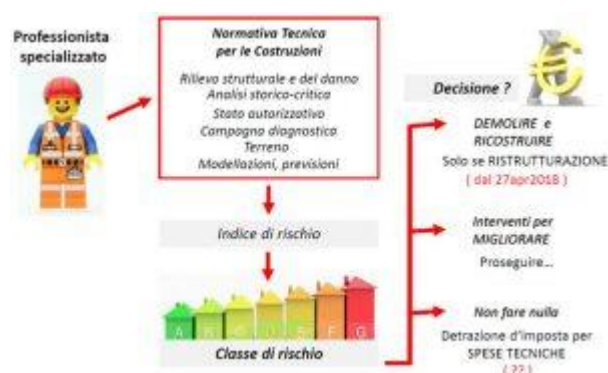 Professionista
specializzato
Normativa Tecnica
per le Costruzioni
Rilievo strutturale e del danno
Analisi storico-critica
Stato autorizzativo
Campagna diagnostica
Terreno
Modellazioni, previsioni
Indice di rischio
A B C D E F G
Classe di rischio
Decisione ?
DEMOLIRE e
RICOSTRUIRE
Solo se RISTRUTTURAZIONE
( dal 27apr2018 )
Interventi per
MIGLIORARE
Proseguire...
Non fare nulla
Detrazione d'imposta per
SPESE TECNICHE
( ?? )